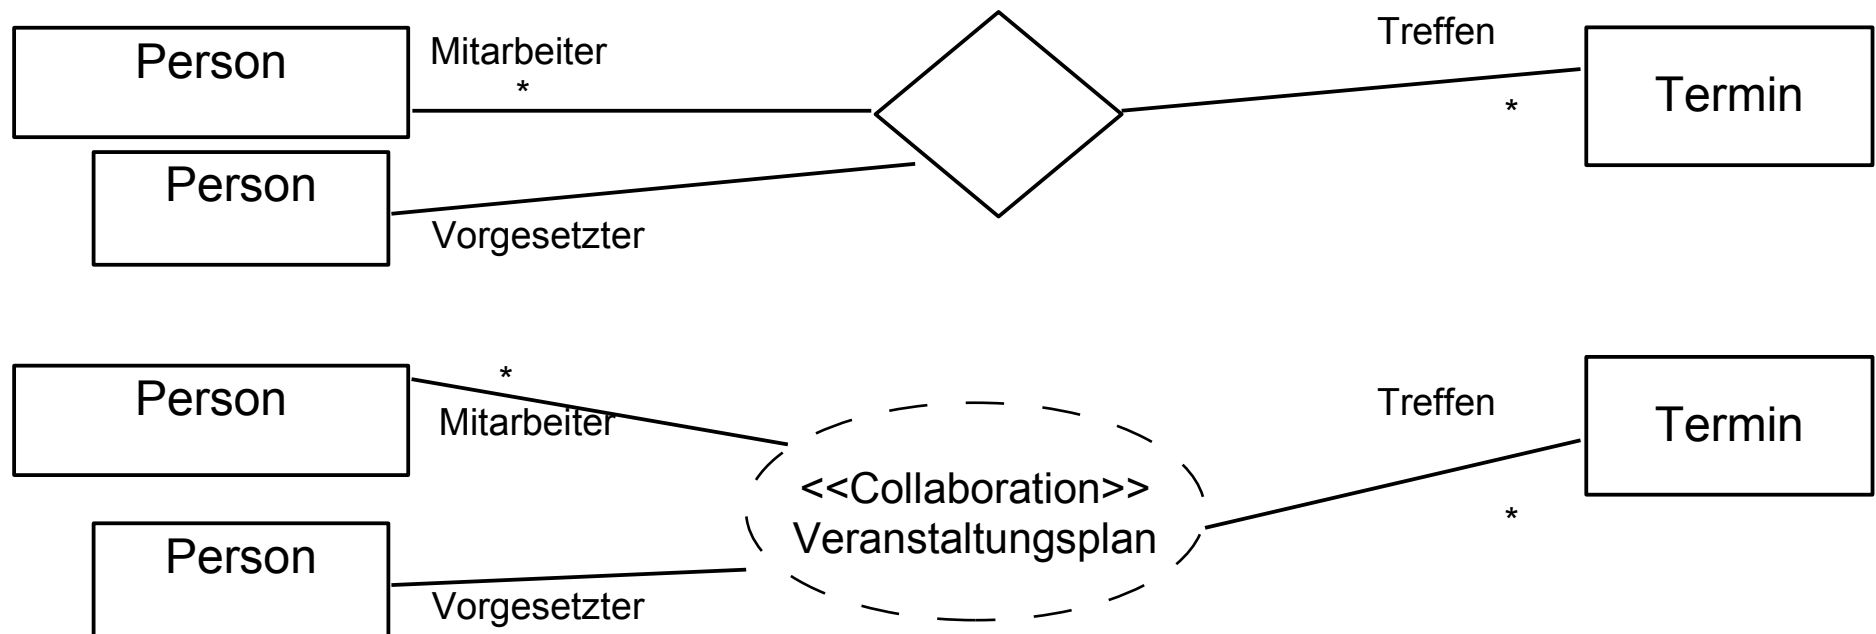 Person
Mitarbeiter
*
Treffen
*
Termin
Person
Vorgesetzter
Person
*
Mitarbeiter
Treffen
*
Termin
<<Collaboration>>
Veranstaltungsplan
Person
Vorgesetzter